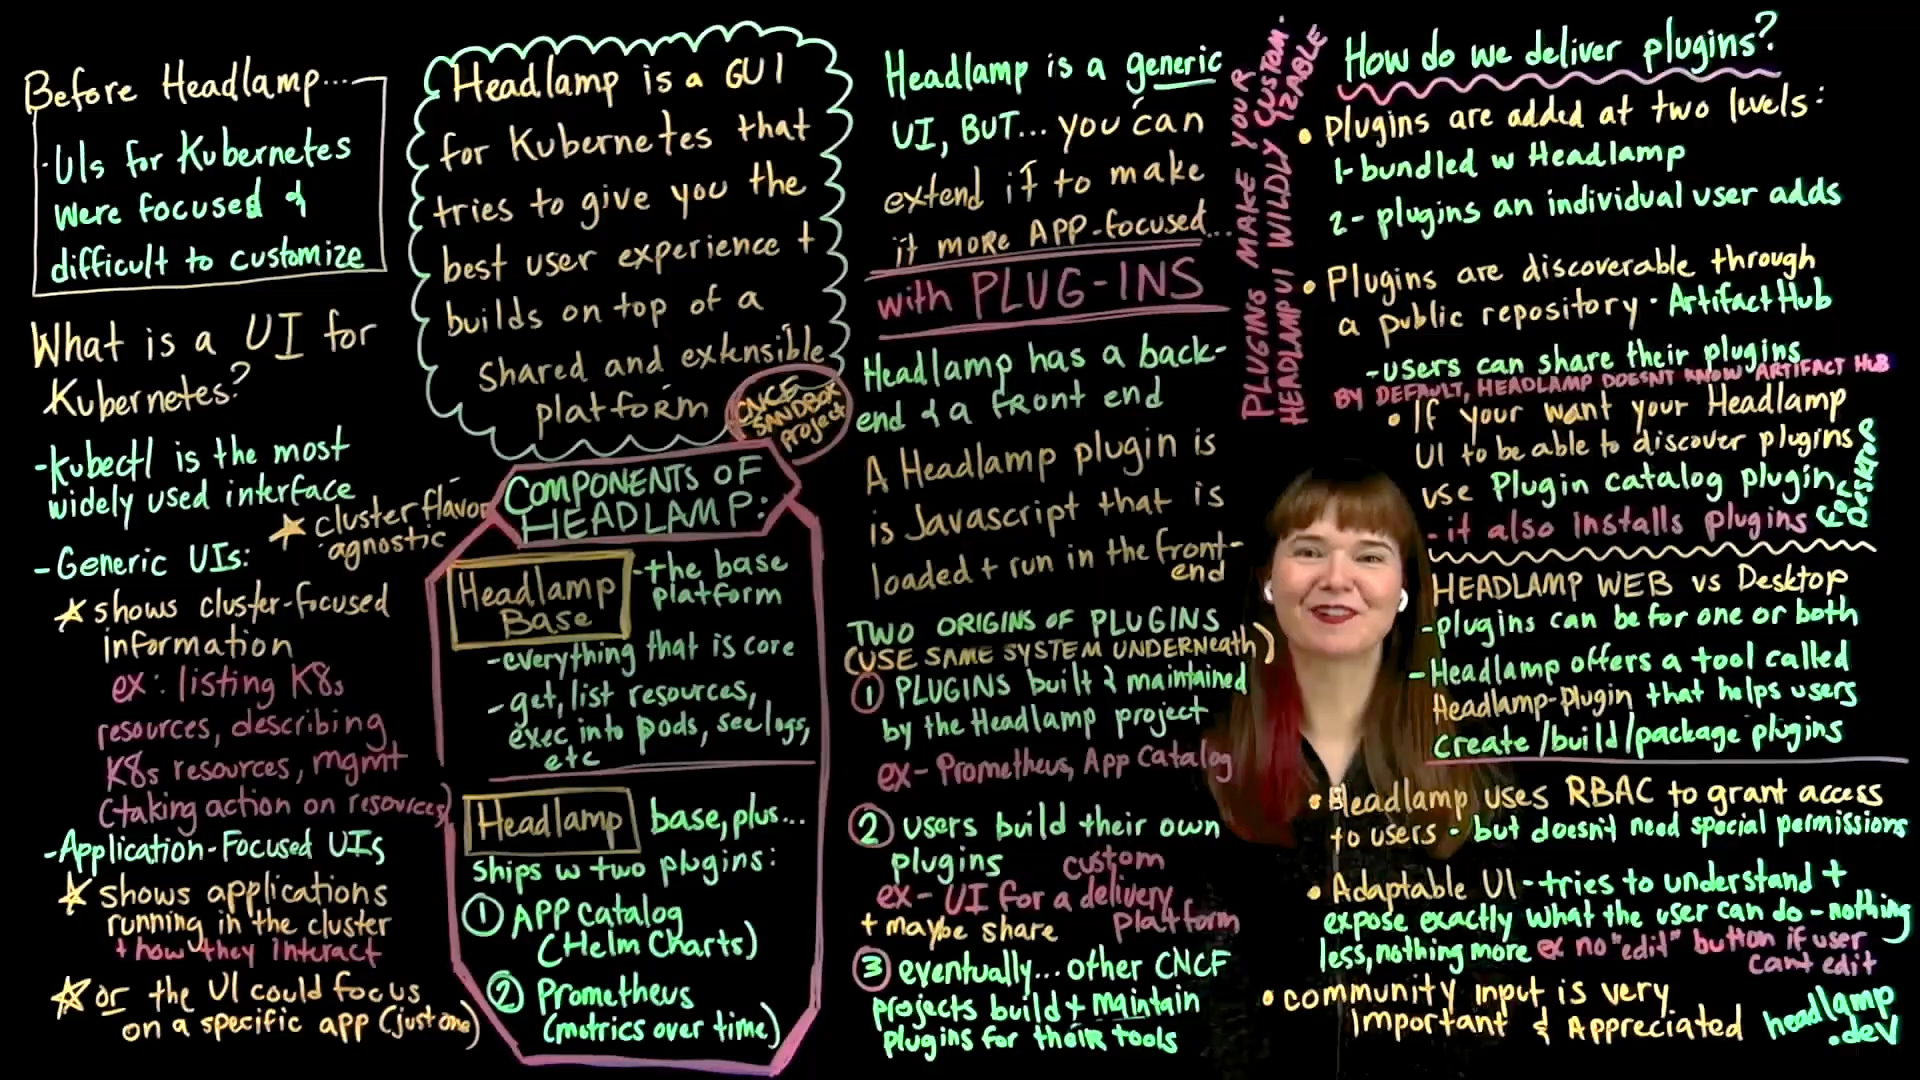 Before Headlamp...
· UIs for Kubernetes
were focused &
difficult to customize
What is a UI for
Kubernetes?
- Kubectl is the most
widely used interface
☆ cluster flavor
agnostic
- Generic UIs:
☆ shows cluster-focused
information
ex: listing K8s
resources, describing
K8s resources, mgmt
(taking action on resources)
- Application-Focused UIs
☆ shows applications
running in the cluster
+ how they interact
☆ or the UI could focus
on a specific app (just one)
Headlamp is a GUI
for Kubernetes that
tries to give you the
best user experience +
builds on top of a
shared and extensible
platform
CNCF
SANDBOX
project
COMPONENTS OF
HEADLAMP:
Headlamp
Base
- the base
platform
- everything that is core
- get, list resources,
exec into pods, see logs,
etc
Headlamp base, plus...
ships w two plugins:
① APP Catalog
(Helm Charts)
② Prometheus
(metrics over time)
Headlamp is a generic
UI, BUT... you can
extend it to make
it more APP-focused...
with PLUG-INS
Headlamp has a back-
end & a front end
A Headlamp plugin is
is Javascript that is
loaded + run in the front-
end
TWO ORIGINS OF PLUGINS
(USE SAME SYSTEM UNDERNEATH)
① PLUGINS built & maintained
by the Headlamp project
ex- Prometheus, App Catalog
② users build their own
plugins
custom
ex- UI for a delivery
platform
+ maybe share
③ eventually... other CNCF
projects build + maintain
plugins for their tools
PLUGINS MAKE YOUR
HEADLAMP UI WILDLY CUSTOM-
IZABLE
How do we deliver plugins?
• Plugins are added at two levels:
1- bundled w Headlamp
2- plugins an individual user adds
• Plugins are discoverable through
a public repository · ArtifactHub
- users can share their plugins
BY DEFAULT, HEADLAMP DOESNT KNOW ARTIFACT HUB
• If your want your Headlamp
UI to be able to discover plugins
use Plugin catalog plugin
- it also installs plugins
FOR
DESKTOP
HEADLAMP WEB vs Desktop
- plugins can be for one or both
- Headlamp offers a tool called
Headlamp-Plugin that helps users
create/build/package plugins
• Headlamp uses RBAC to grant access
to users - but doesn't need special permissions
• Adaptable UI - tries to understand +
expose exactly what the user can do - nothing
less, nothing more ex no "edit" button if user
cant edit
• community input is very
important & Appreciated
headlamp
.dev